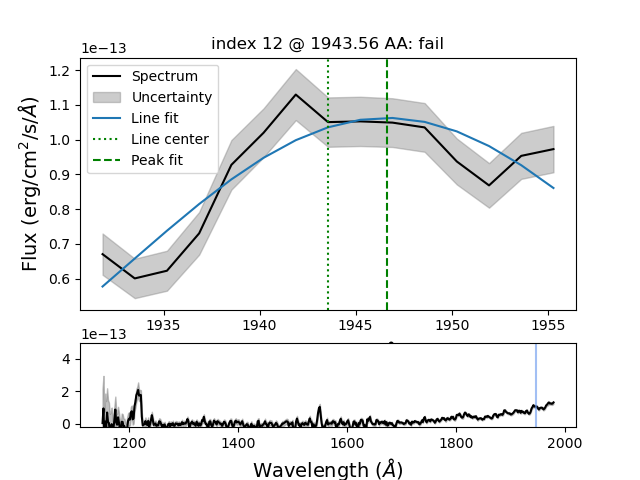 index 12 @ 1943.56 AA: fail
1e−13
1.2
1.1
1.0
0.9
0.8
0.7
0.6
Flux (erg/cm²/s/Å)
Spectrum
Uncertainty
Line fit
Line center
Peak fit
1935 1940 1945 1950 1955
1e−13
4
2
0
1200 1400 1600 1800 2000
Wavelength (Å)